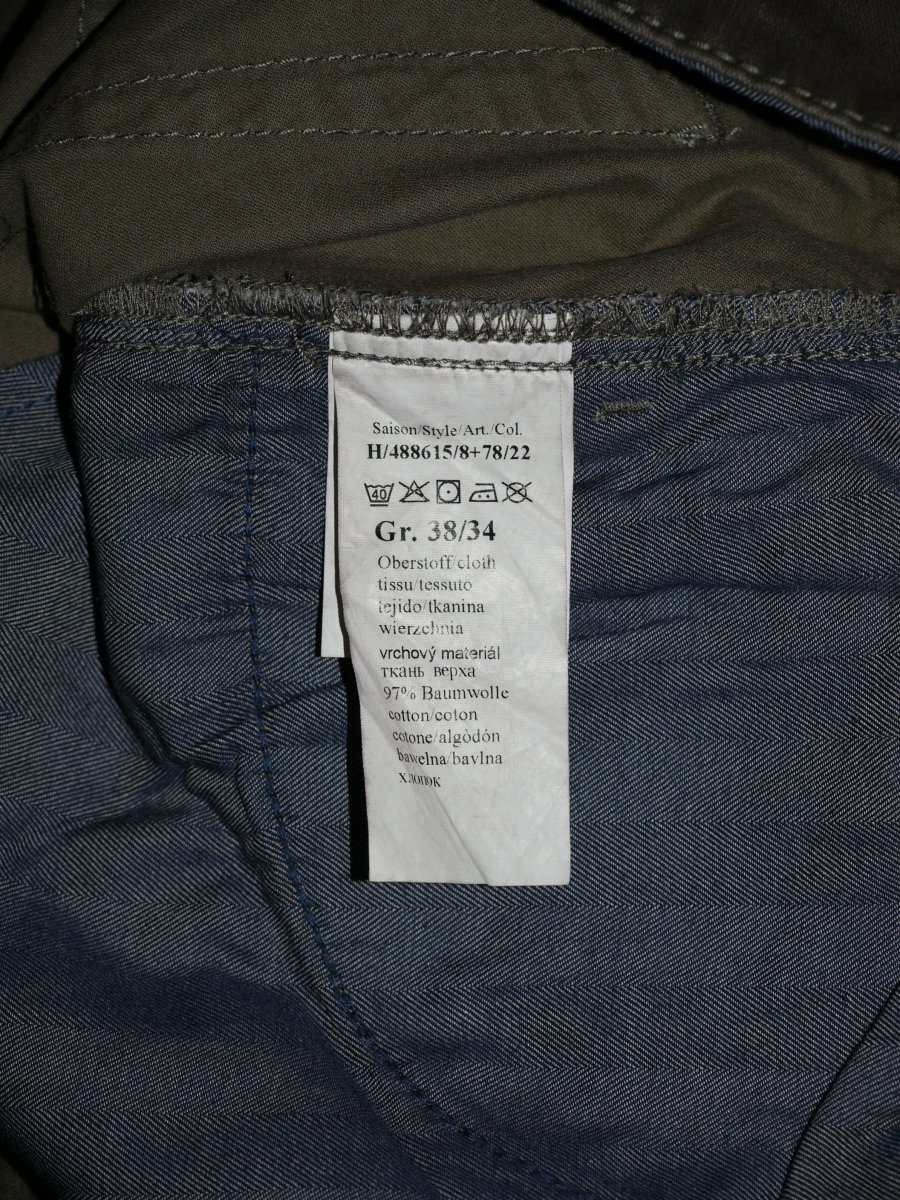 Saison/Style/Art./Col.
H/488615/8+78/22
40
Gr. 38/34
Oberstoff/cloth
tissu/tessuto
tejido/tkanina
wierzchnia
vrchový materiál
ткань верха
97% Baumwolle
cotton/coton
cotone/algòdón
bawełna/bavlna
хлопок